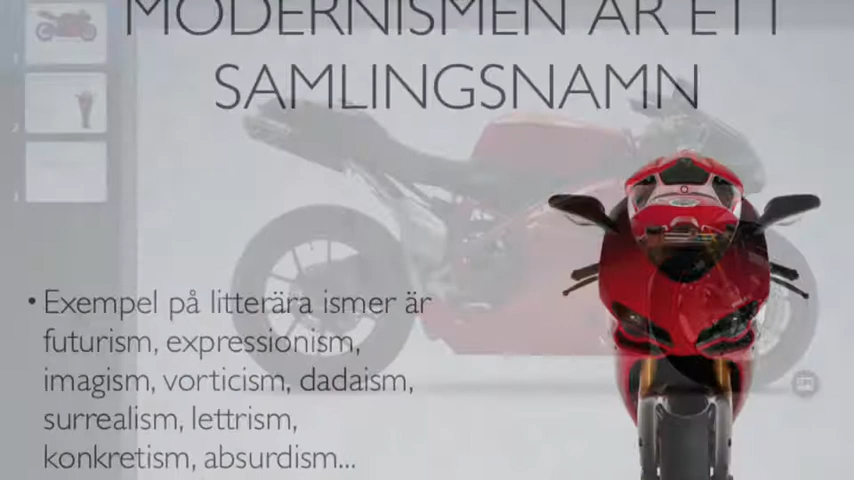 MODERNISMEN ÄR ETT
SAMLINGSNAMN
• Exempel på litterära ismer är
futurism, expressionism,
imagism, vorticism, dadaism,
surrealism, lettrism,
konkretism, absurdism...